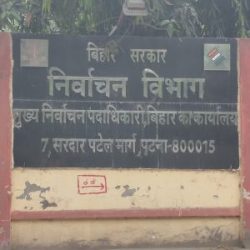 बिहार सरकार
निर्वाचन विभाग
मुख्य निर्वाचन पदाधिकारी,बिहार का कार्यालय
7, सरदार पटेल मार्ग, पटना-800015